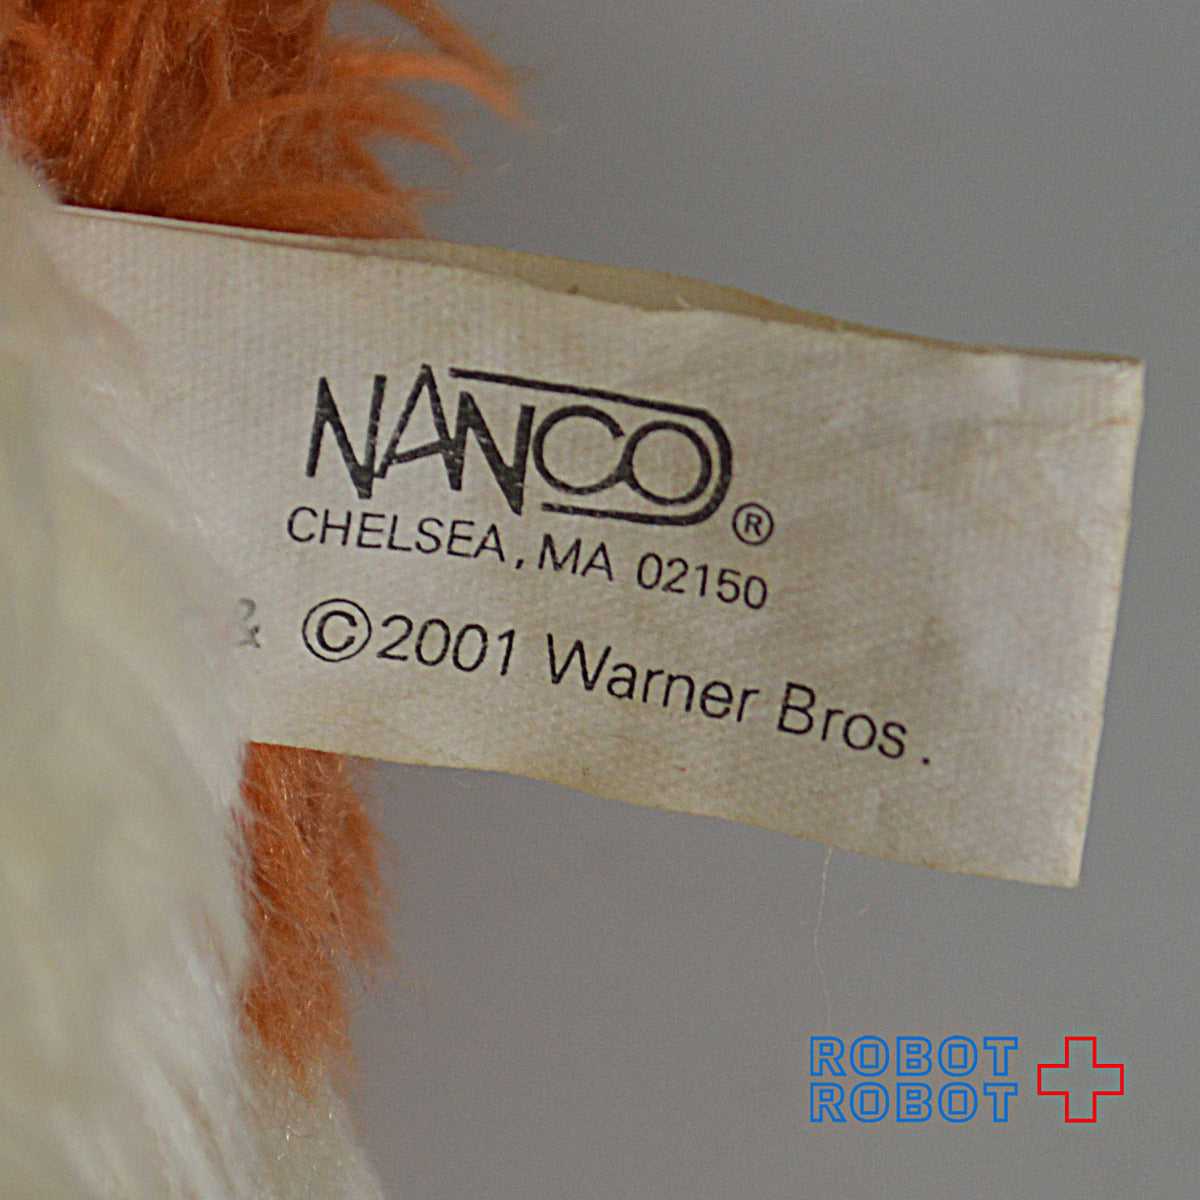 NANCO®
CHELSEA, MA 02150
& ©2001 Warner Bros.
ROBOT
ROBOT